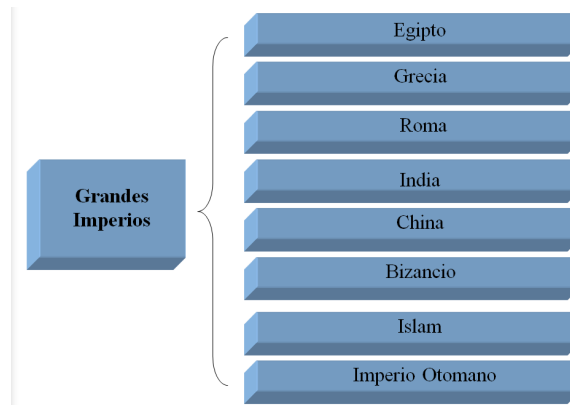 Grandes
Imperios
Egipto
Grecia
Roma
India
China
Bizancio
Islam
Imperio Otomano